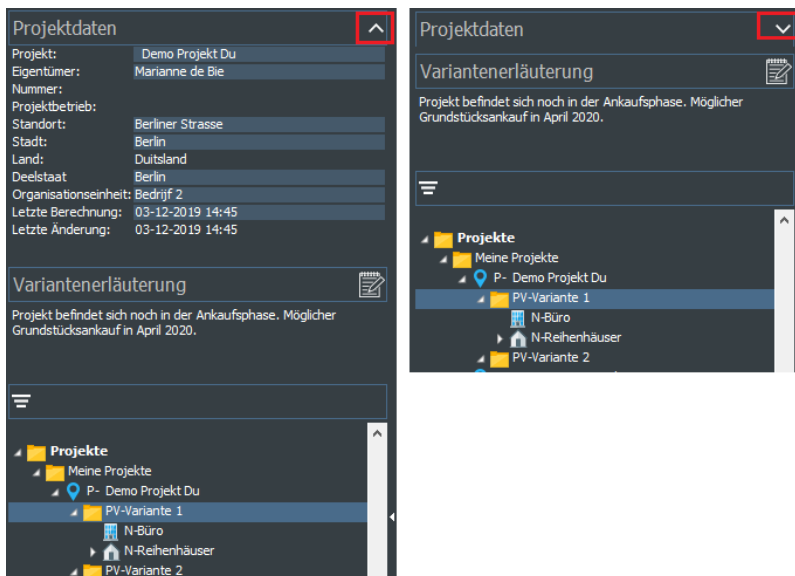 Projektdaten
Projekt: Demo Projekt Du
Eigentümer: Marianne de Bie
Nummer:
Projektbetrieb:
Standort: Berliner Strasse
Stadt: Berlin
Land: Duitsland
Deelstaat Berlin
Organisationseinheit: Bedrijf 2
Letzte Berechnung: 03-12-2019 14:45
Letzte Änderung: 03-12-2019 14:45
Variantenerläuterung
Projekt befindet sich noch in der Ankaufsphase. Möglicher
Grundstücksankauf in April 2020.
Projekte
Meine Projekte
P- Demo Projekt Du
PV-Variante 1
N-Büro
N-Reihenhäuser
PV-Variante 2
Projektdaten
Variantenerläuterung
Projekt befindet sich noch in der Ankaufsphase. Möglicher
Grundstücksankauf in April 2020.
Projekte
Meine Projekte
P- Demo Projekt Du
PV-Variante 1
N-Büro
N-Reihenhäuser
PV-Variante 2